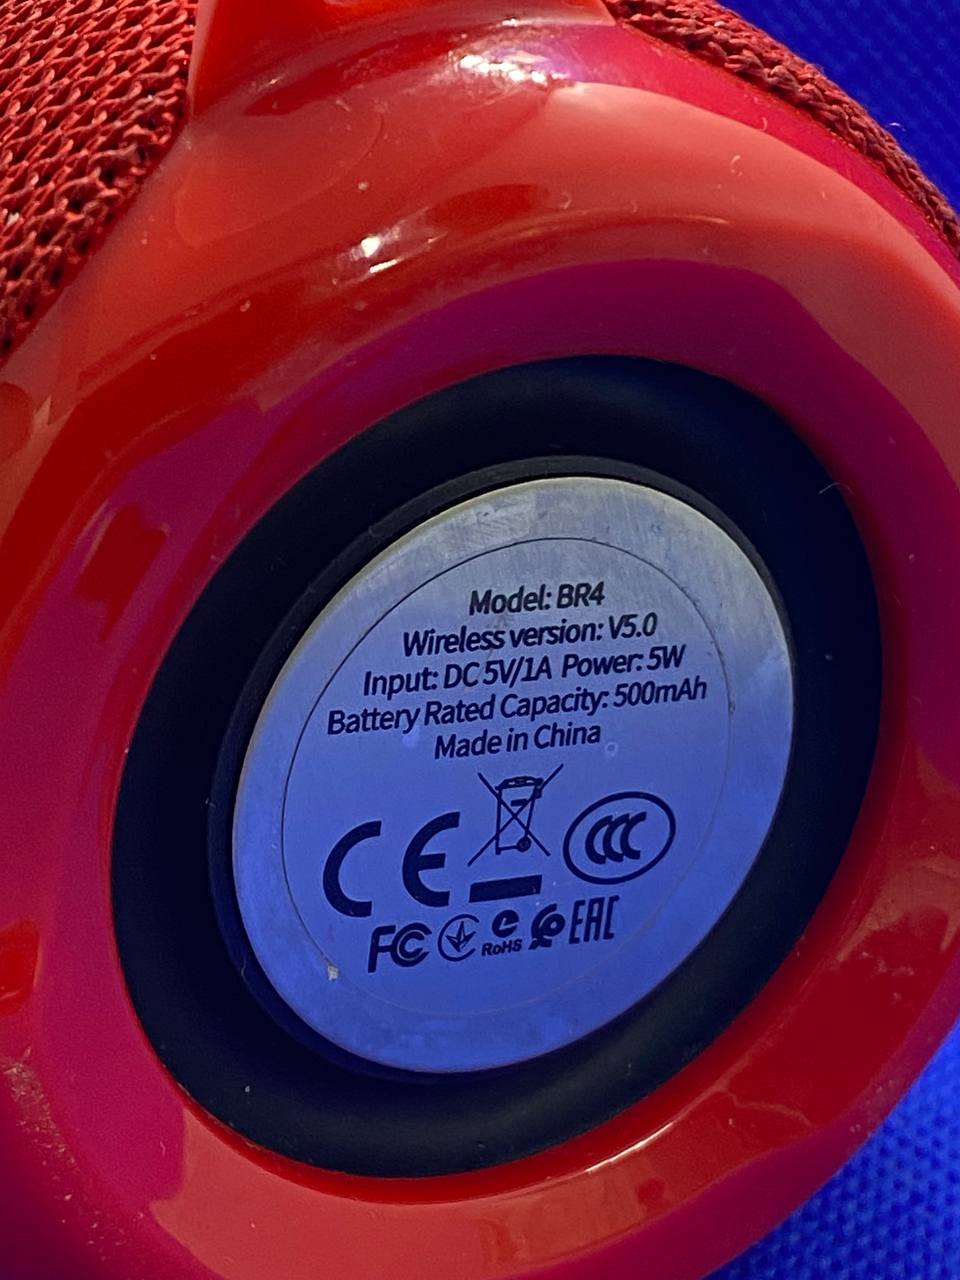 Model: BR4
Wireless version: V5.0
Input: DC 5V/1A Power: 5W
Battery Rated Capacity: 500mAh
Made in China
CE CCC
FC RoHS EAC